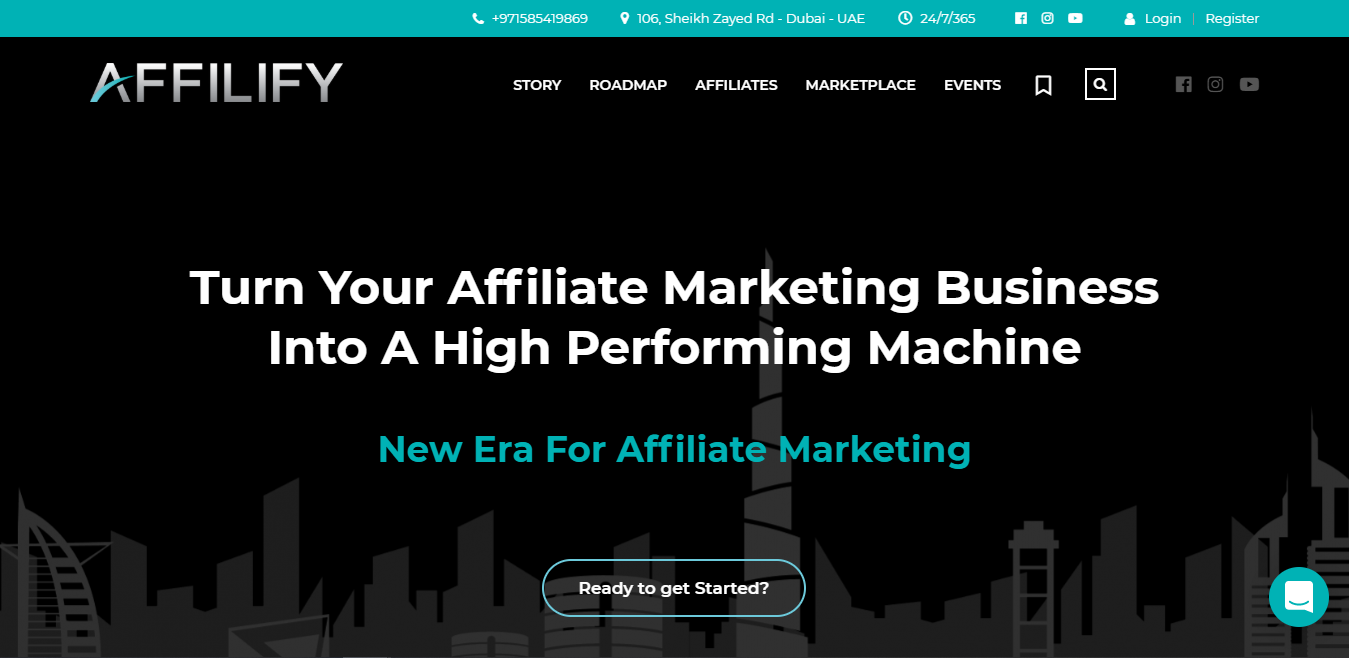 +971585419869 106, Sheikh Zayed Rd - Dubai - UAE 24/7/365 Login Register
AFFILIFY STORY ROADMAP AFFILIATES MARKETPLACE EVENTS
Turn Your Affiliate Marketing Business
Into A High Performing Machine
New Era For Affiliate Marketing
Ready to get Started?